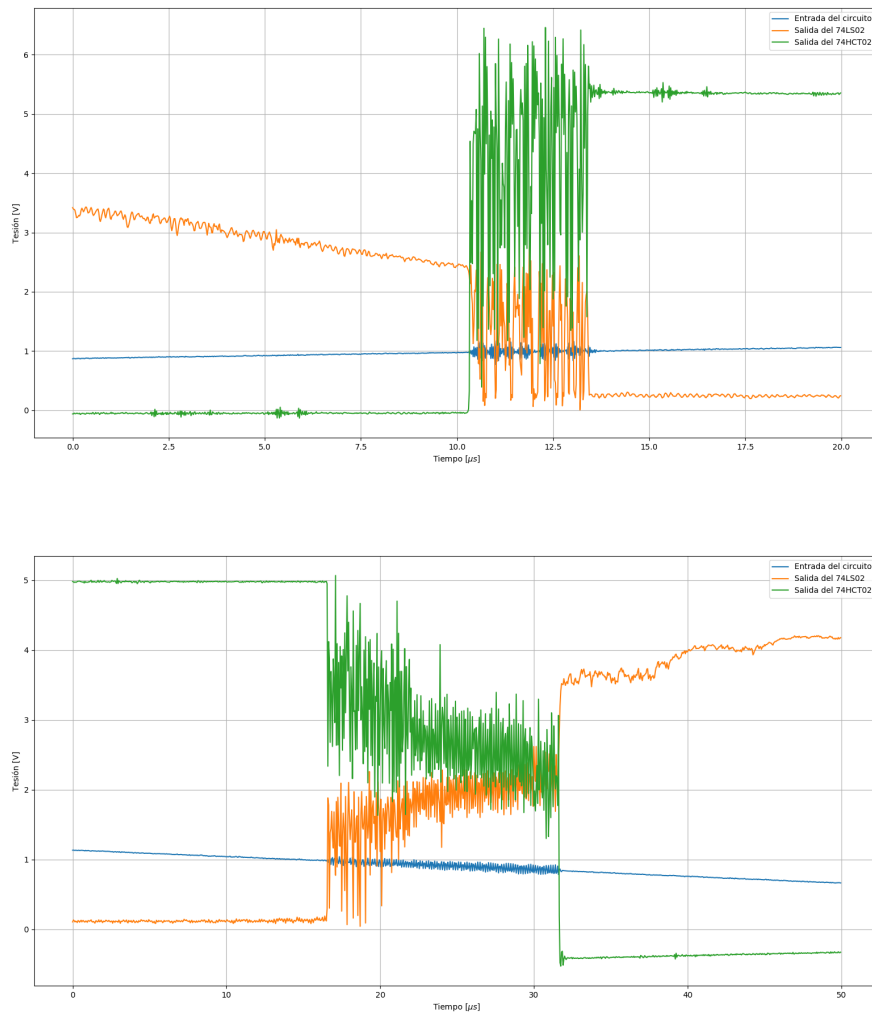 Entrada del circuito
Salida del 74LS02
Salida del 74HCT02
6
5
4
3
2
1
0
Tesión [V]
0.0 2.5 5.0 7.5 10.0 12.5 15.0 17.5 20.0
Tiempo [μs]
Entrada del circuito
Salida del 74LS02
Salida del 74HCT02
5
4
3
2
1
0
Tesión [V]
0 10 20 30 40 50
Tiempo [μs]